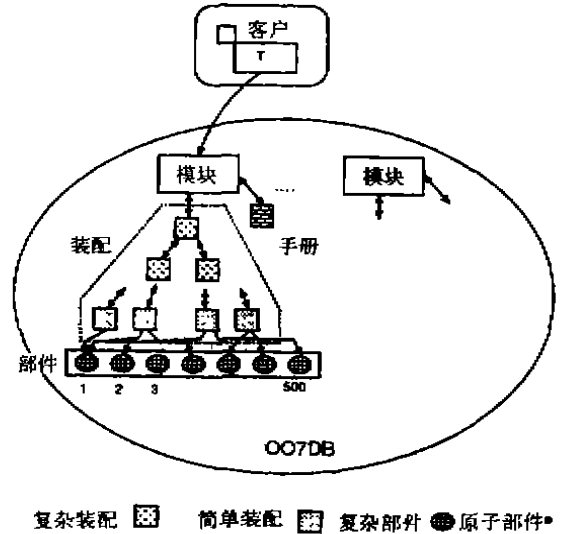 客户
T
模块
模块
....
装配
手册
部件
1 2 3 500
OO7DB
复杂装配 简单装配 复杂部件 原子部件